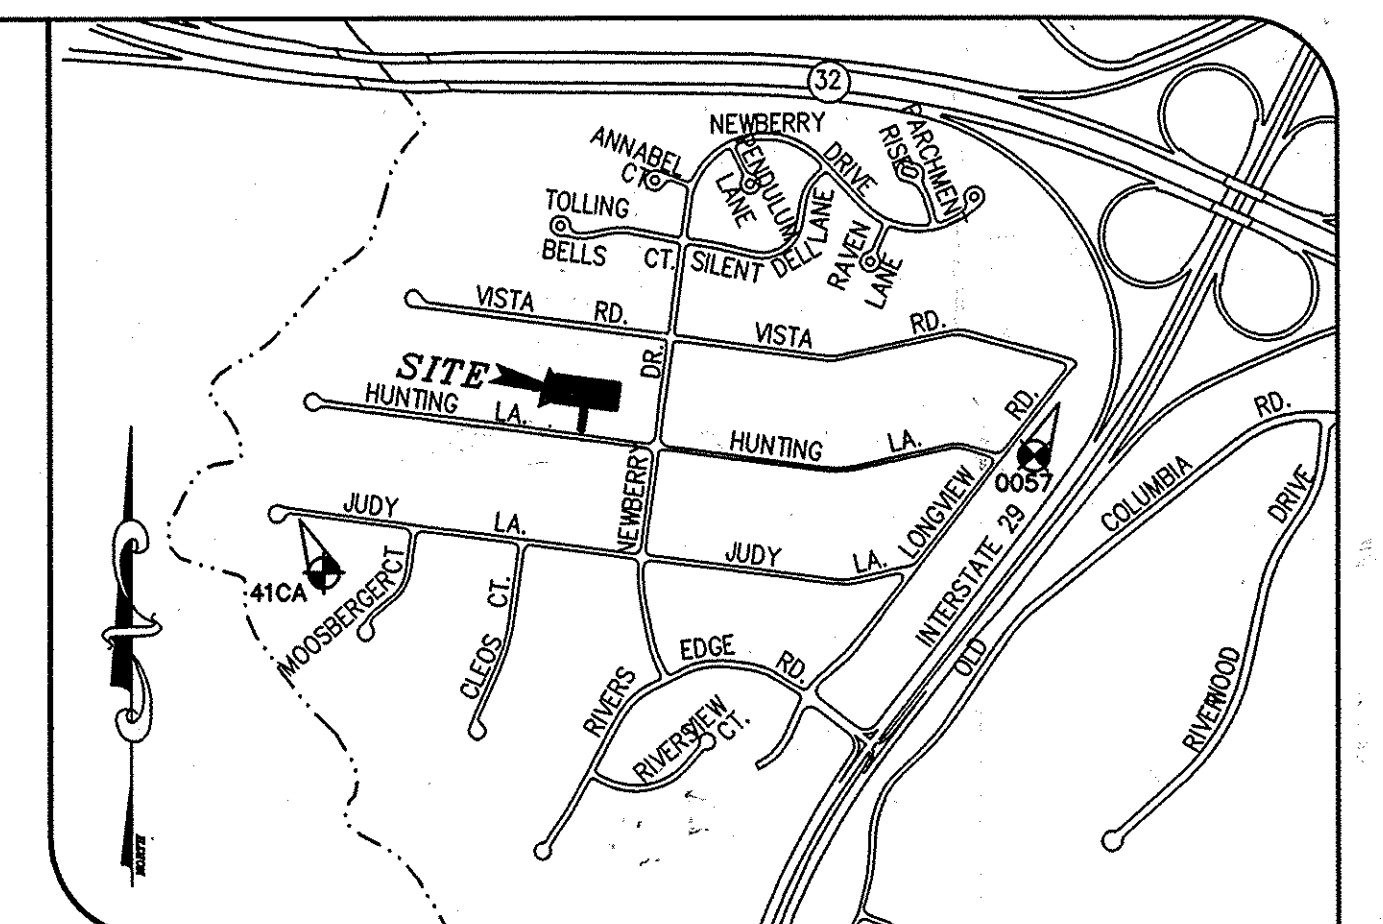 32
NEWBERRY
DRIVE
ANNABEL
CT.
PENDULUM
LANE
PARCHMENT
RISE
TOLLING
BELLS CT.
SILENT DELL LANE
RAVEN
LANE
VISTA RD.
VISTA RD.
DR.
SITE
HUNTING LA.
HUNTING LA.
RD.
RD.
0057
NEWBERRY
LONGVIEW
COLUMBIA
DRIVE
JUDY LA.
JUDY LA.
INTERSTATE 29
41CA
MOOSBERGER CT
CLEOS CT.
OLD
EDGE RD.
RIVERS
RIVERSVIEW
CT.
RIVERWOOD
NORTH